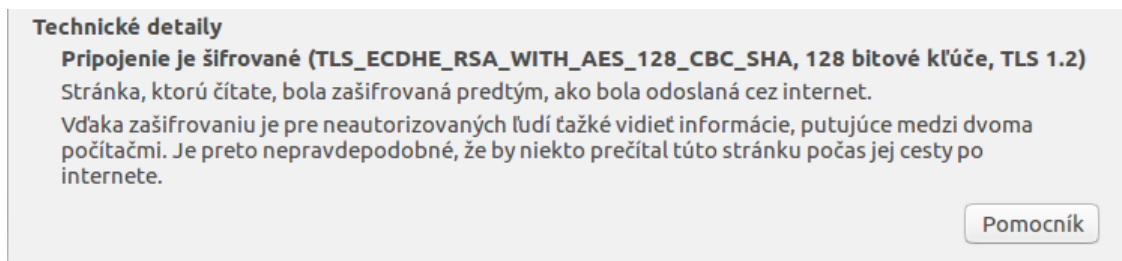 Technické detaily
Pripojenie je šifrované (TLS_ECDHE_RSA_WITH_AES_128_CBC_SHA, 128 bitové kľúče, TLS 1.2)
Stránka, ktorú čítate, bola zašifrovaná predtým, ako bola odoslaná cez internet.
Vďaka zašifrovaniu je pre neautorizovaných ľudí ťažké vidieť informácie, putujúce medzi dvoma
počítačmi. Je preto nepravdepodobné, že by niekto prečítal túto stránku počas jej cesty po
internete.
Pomocník